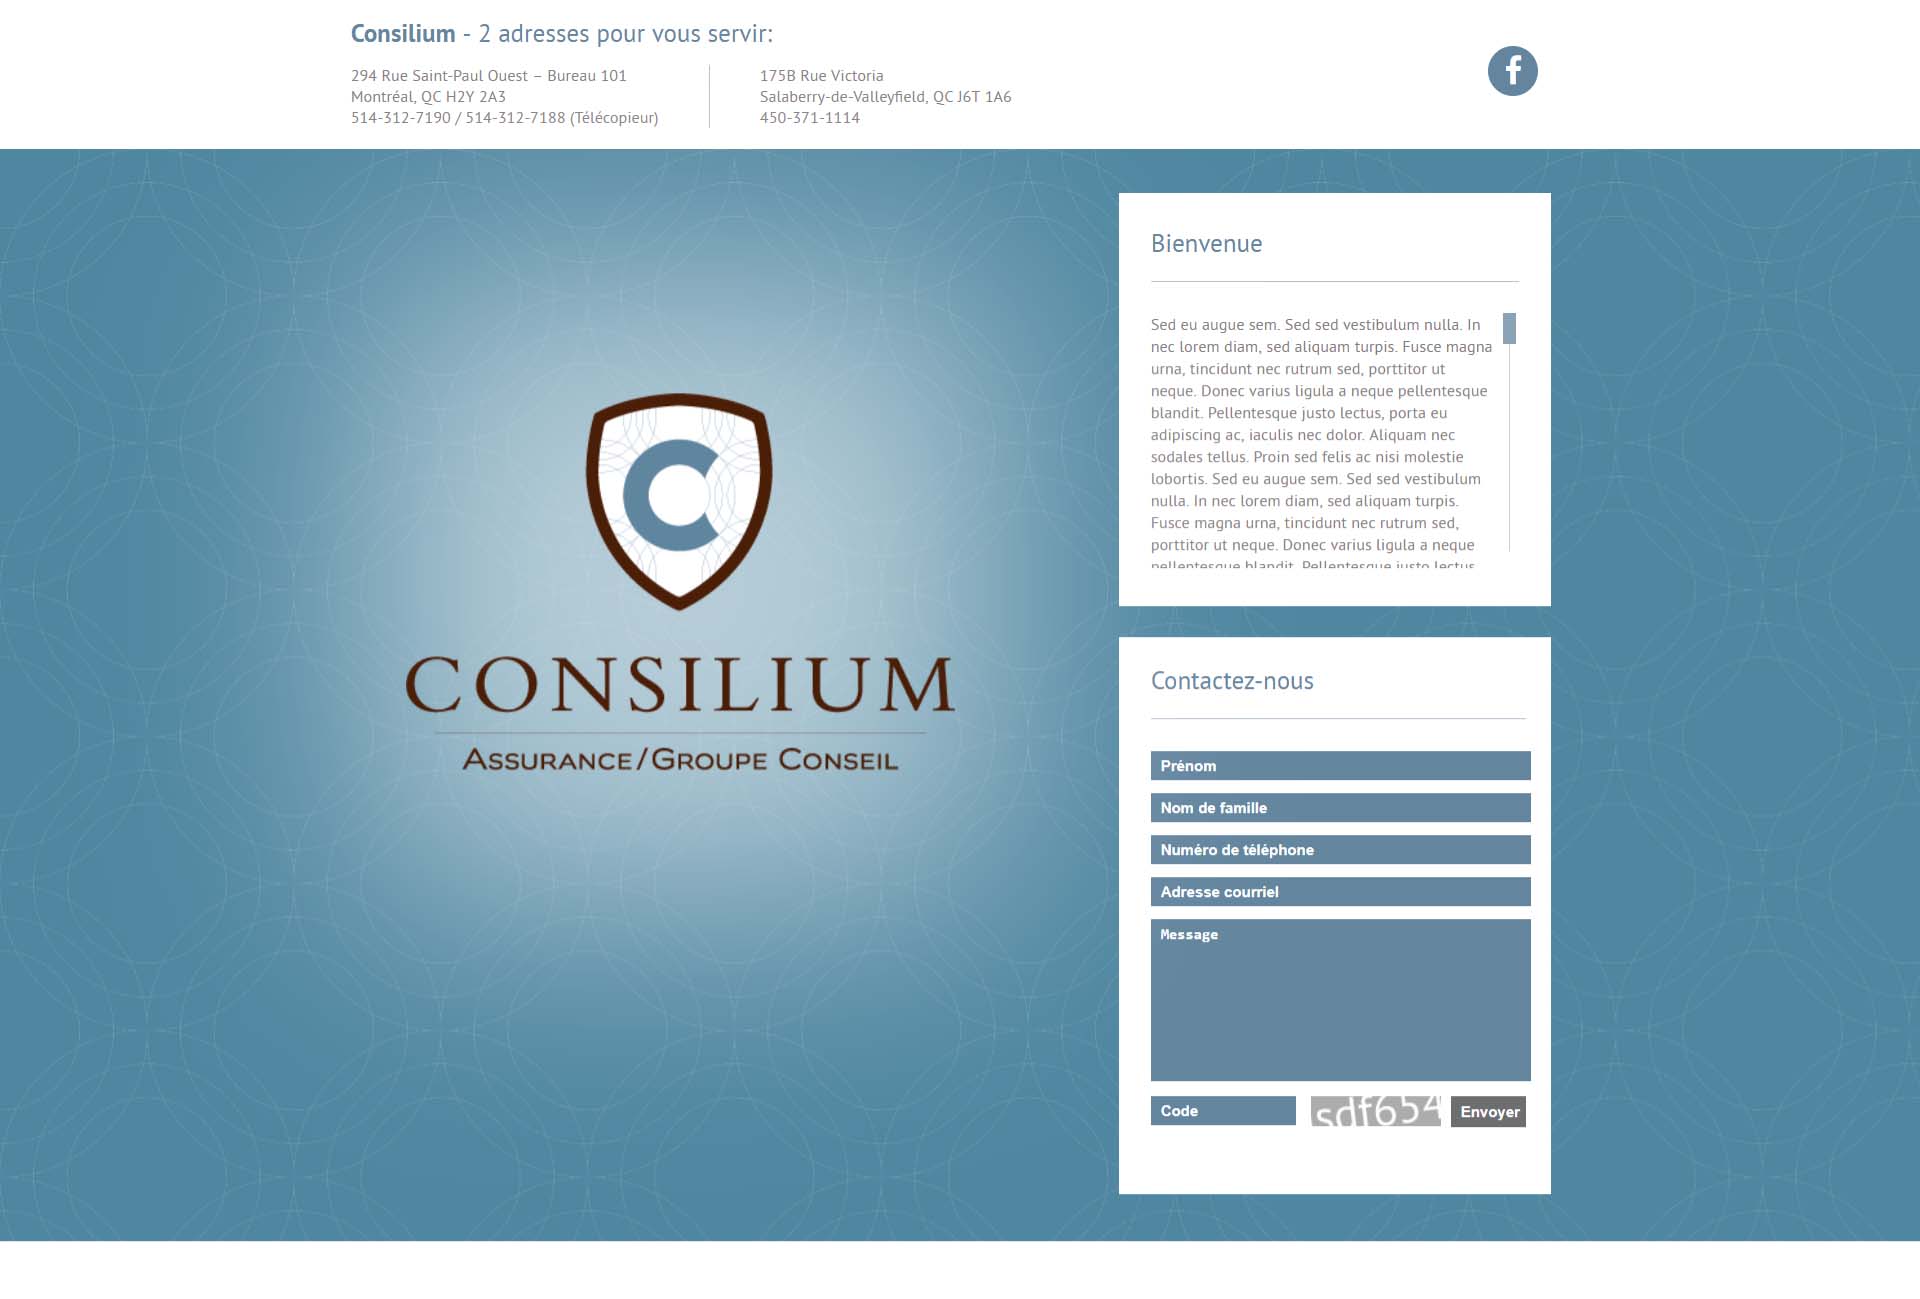 Consilium - 2 adresses pour vous servir:
294 Rue Saint-Paul Ouest – Bureau 101
Montréal, QC H2Y 2A3
514-312-7190 / 514-312-7188 (Télécopieur)
175B Rue Victoria
Salaberry-de-Valleyfield, QC J6T 1A6
450-371-1114
f
C
CONSILIUM
ASSURANCE/GROUPE CONSEIL
Bienvenue
Sed eu augue sem. Sed sed vestibulum nulla. In
nec lorem diam, sed aliquam turpis. Fusce magna
urna, tincidunt nec rutrum sed, porttitor ut
neque. Donec varius ligula a neque pellentesque
blandit. Pellentesque justo lectus, porta eu
adipiscing ac, iaculis nec dolor. Aliquam nec
sodales tellus. Proin sed felis ac nisi molestie
lobortis. Sed eu augue sem. Sed sed vestibulum
nulla. In nec lorem diam, sed aliquam turpis.
Fusce magna urna, tincidunt nec rutrum sed,
porttitor ut neque. Donec varius ligula a neque
pellentesque blandit. Pellentesque justo lectus
Contactez-nous
Prénom
Nom de famille
Numéro de téléphone
Adresse courriel
Message
Code
sdf654
Envoyer